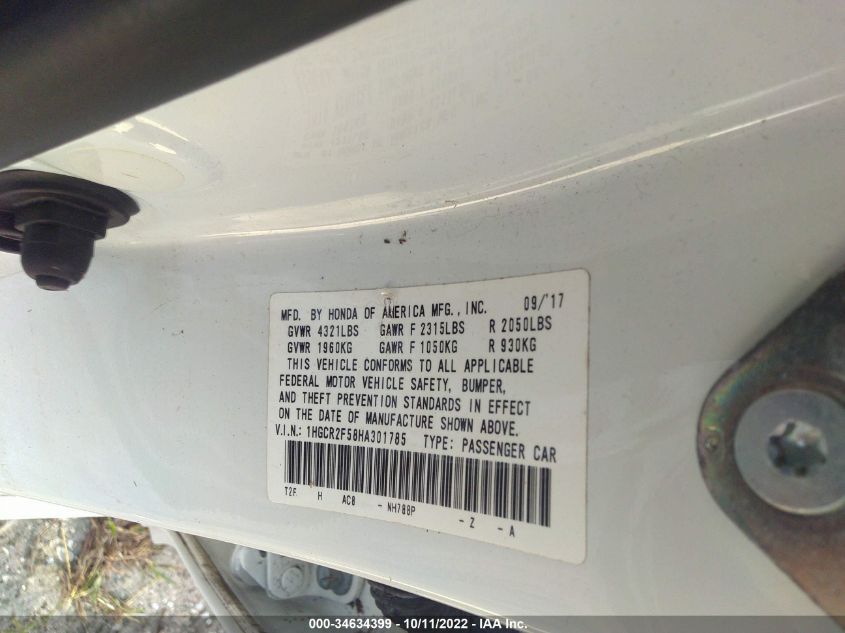 MFD. BY HONDA OF AMERICA MFG., INC. 09/'17
GVWR 4321LBS GAWR F 2315LBS R 2050LBS
GVWR 1960KG GAWR F 1050KG R 930KG
THIS VEHICLE CONFORMS TO ALL APPLICABLE
FEDERAL MOTOR VEHICLE SAFETY, BUMPER,
AND THEFT PREVENTION STANDARDS IN EFFECT
ON THE DATE OF MANUFACTURE SHOWN ABOVE.
V.I.N.: 1HGCR2F58HA301785 TYPE: PASSENGER CAR
T2F. H AC8 - NH788P - Z - A
000-34634399 - 10/11/2022 - IAA Inc.